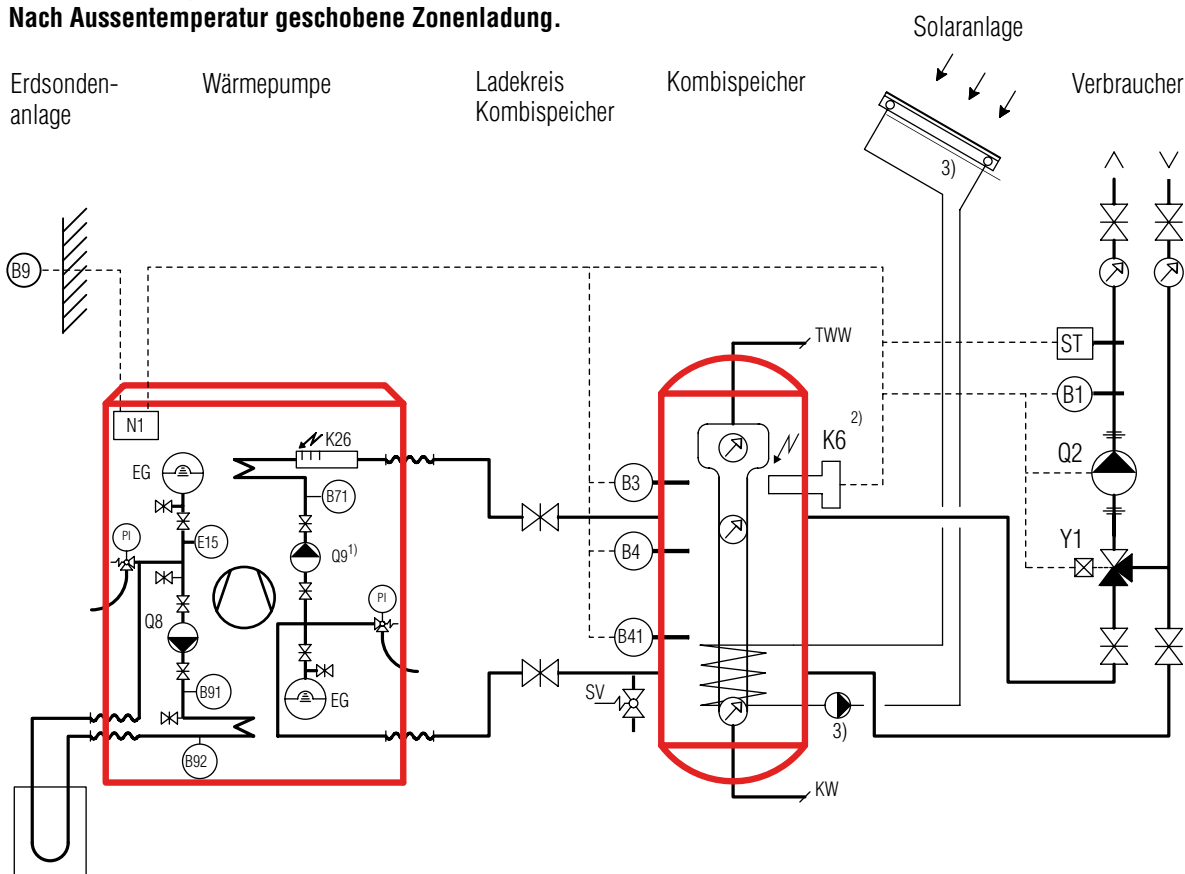 Nach Aussentemperatur geschobene Zonenladung.
Solaranlage
Erdsonden-
anlage
Wärmepumpe
Ladekreis
Kombispeicher
Kombispeicher
Verbraucher
3)
B9
TWW
ST
B1
N1
K26
K6 2)
Q2
EG
B71
B3
PI
E15
Q9 1)
B4
Y1
PI
Q8
B41
B91
EG
SV
3)
B92
KW